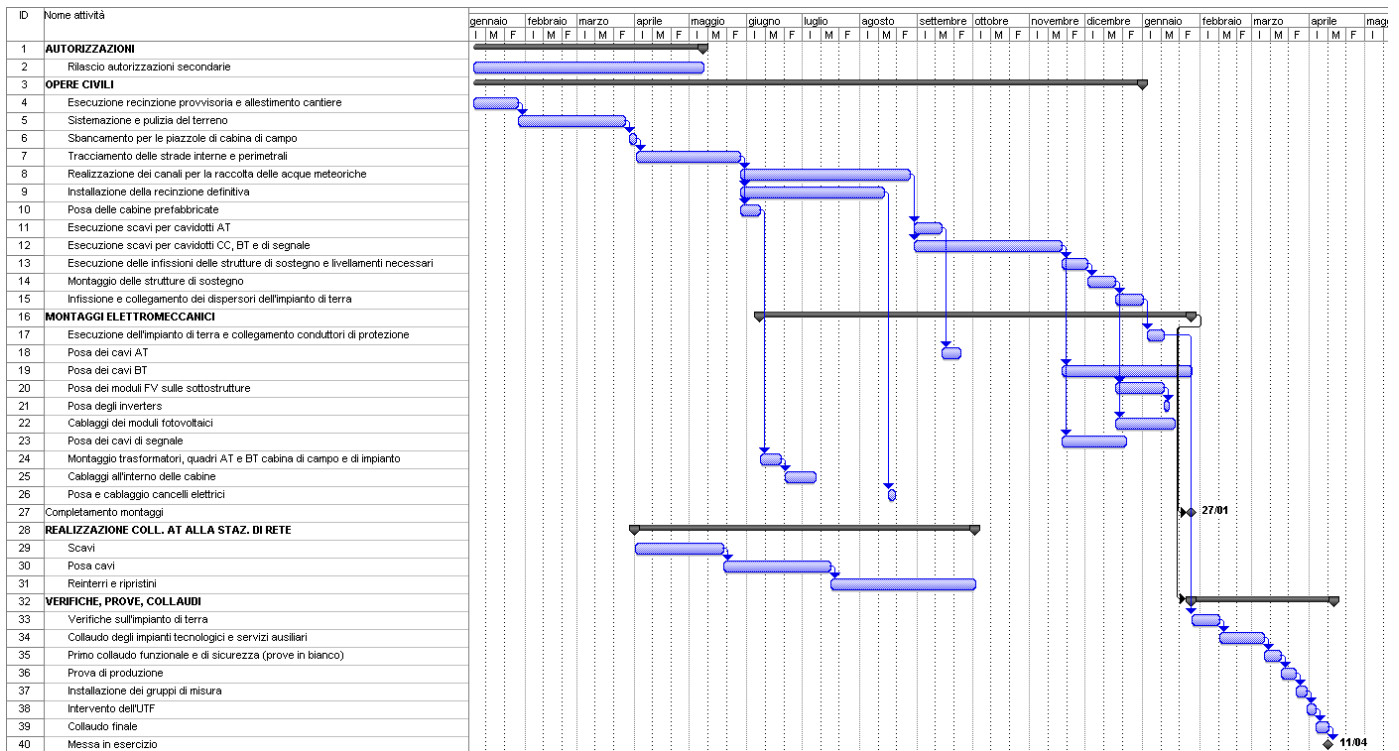 ID Nome attività
gennaio febbraio marzo aprile maggio giugno luglio agosto settembre ottobre novembre dicembre gennaio febbraio marzo aprile magg
I M F I M F I M F I M F I M F I M F I M F I M F I M F I M F I M F I M F I M F I M F I M F I M F I
1 AUTORIZZAZIONI
2 Rilascio autorizzazioni secondarie
3 OPERE CIVILI
4 Esecuzione recinzione provvisoria e allestimento cantiere
5 Sistemazione e pulizia del terreno
6 Sbancamento per le piazzole di cabina di campo
7 Tracciamento delle strade interne e perimetrali
8 Realizzazione dei canali per la raccolta delle acque meteoriche
9 Installazione della recinzione definitiva
10 Posa delle cabine prefabbricate
11 Esecuzione scavi per cavidotti AT
12 Esecuzione scavi per cavidotti CC, BT e di segnale
13 Esecuzione delle infissioni delle strutture di sostegno e livellamenti necessari
14 Montaggio delle strutture di sostegno
15 Infissione e collegamento dei dispersori dell'impianto di terra
16 MONTAGGI ELETTROMECCANICI
17 Esecuzione dell'impianto di terra e collegamento conduttori di protezione
18 Posa dei cavi AT
19 Posa dei cavi BT
20 Posa dei moduli FV sulle sottostrutture
21 Posa degli inverters
22 Cablaggi dei moduli fotovoltaici
23 Posa dei cavi di segnale
24 Montaggio trasformatori, quadri AT e BT cabina di campo e di impianto
25 Cablaggi all'interno delle cabine
26 Posa e cablaggio cancelli elettrici
27 Completamento montaggi 27/01
28 REALIZZAZIONE COLL. AT ALLA STAZ. DI RETE
29 Scavi
30 Posa cavi
31 Reinterri e ripristini
32 VERIFICHE, PROVE, COLLAUDI
33 Verifiche sull'impianto di terra
34 Collaudo degli impianti tecnologici e servizi ausiliari
35 Primo collaudo funzionale e di sicurezza (prove in bianco)
36 Prova di produzione
37 Installazione dei gruppi di misura
38 Intervento dell'UTF
39 Collaudo finale
40 Messa in esercizio 11/04